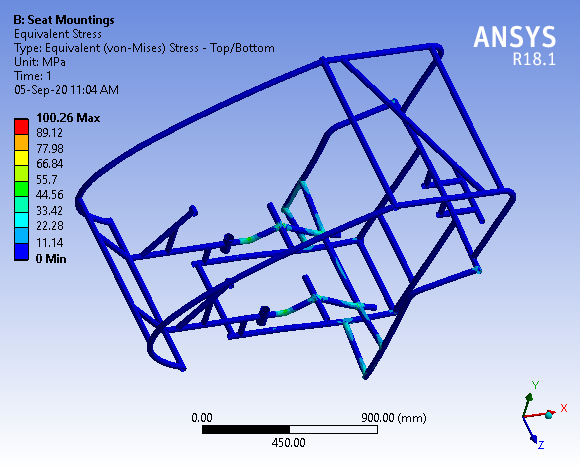 B: Seat Mountings
Equivalent Stress
Type: Equivalent (von-Mises) Stress - Top/Bottom
Unit: MPa
Time: 1
05-Sep-20 11:04 AM
ANSYS
R18.1
100.26 Max
89.12
77.98
66.84
55.7
44.56
33.42
22.28
11.14
0 Min
0.00
900.00 (mm)
450.00
Y
X
Z